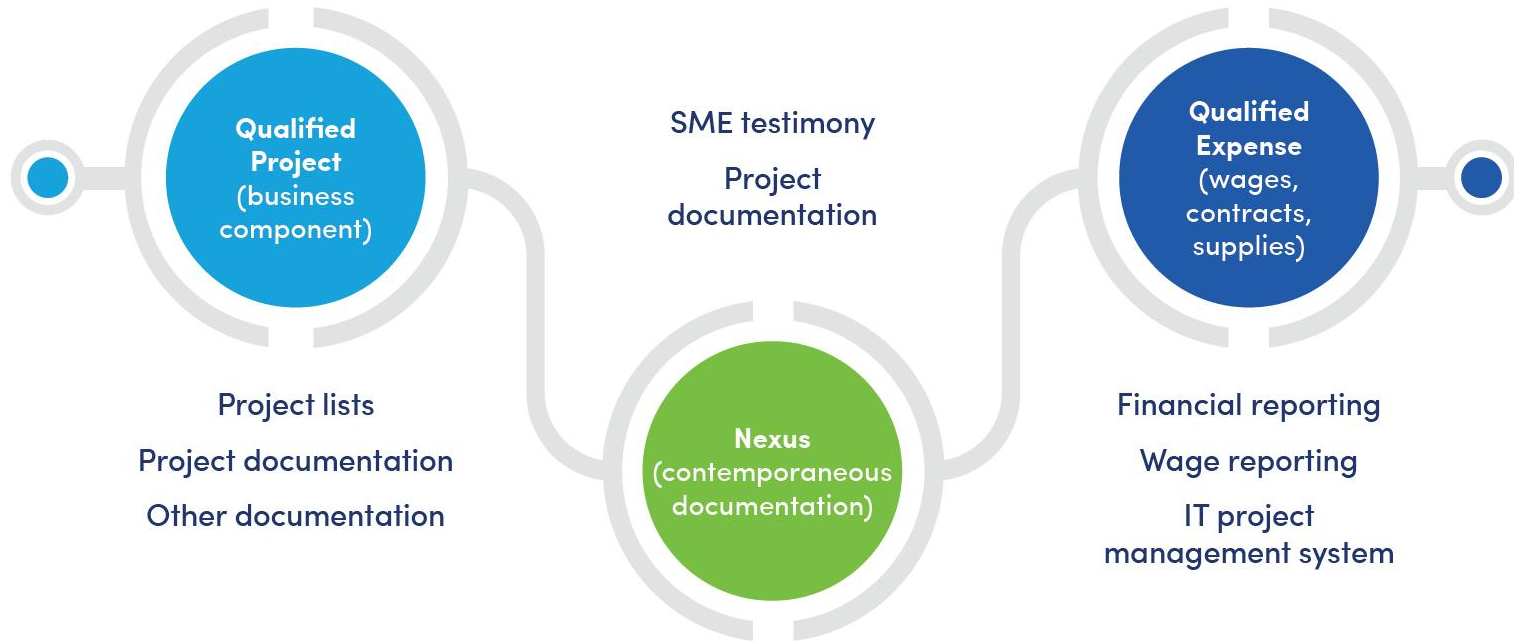 Qualified
Project
(business
component)
Project lists
Project documentation
Other documentation
SME testimony
Project
documentation
Nexus
(contemporaneous
documentation)
Qualified
Expense
(wages,
contracts,
supplies)
Financial reporting
Wage reporting
IT project
management system